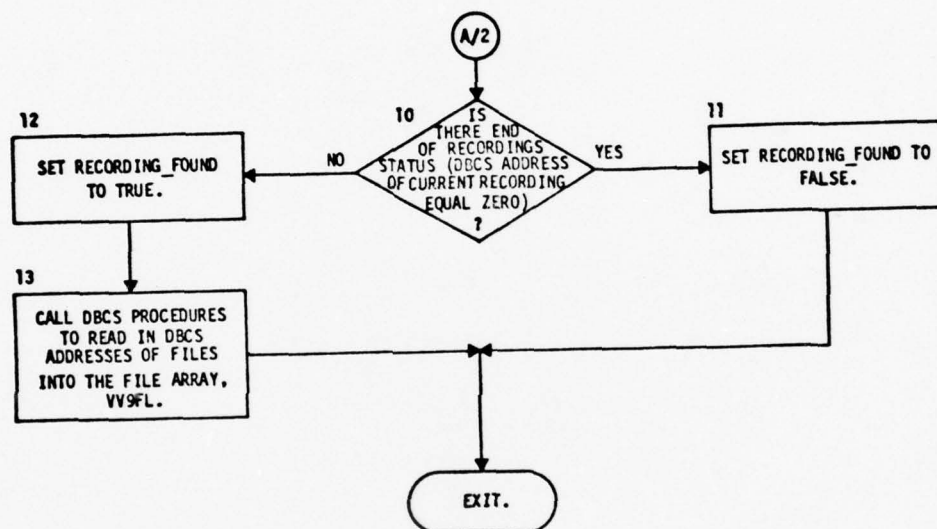 A/2
10
IS
THERE END
OF RECORDINGS
STATUS (DBCS ADDRESS
OF CURRENT RECORDING
EQUAL ZERO)
?
NO
YES
12
SET RECORDING_FOUND
TO TRUE.
11
SET RECORDING_FOUND TO
FALSE.
13
CALL DBCS PROCEDURES
TO READ IN DBCS
ADDRESSES OF FILES
INTO THE FILE ARRAY,
VV9FL.
EXIT.